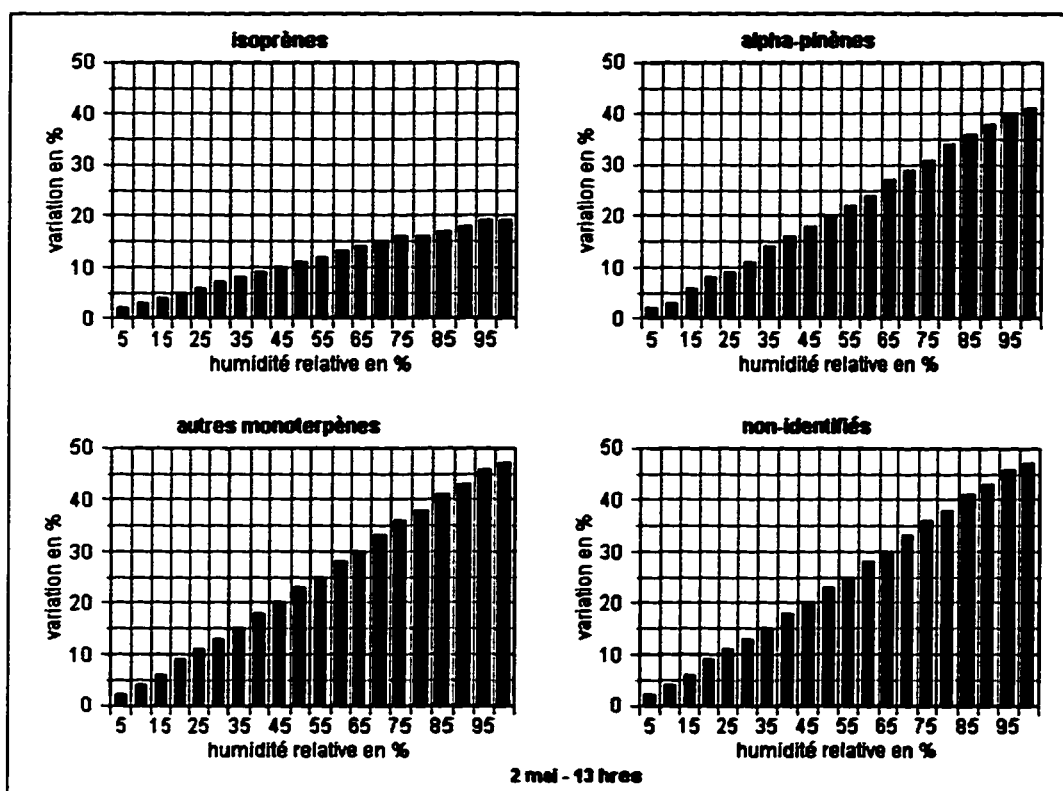 isoprènes
50
40
30
20
10
0
variation en %
5 15 25 35 45 55 65 75 85 95
humidité relative en %
alpha-pinènes
50
40
30
20
10
0
variation en %
5 15 25 35 45 55 65 75 85 95
humidité relative en %
autres monoterpènes
50
40
30
20
10
0
variation en %
5 15 25 35 45 55 65 75 85 95
humidité relative en %
non-identifiés
50
40
30
20
10
0
variation en %
5 15 25 35 45 55 65 75 85 95
humidité relative en %
2 mai - 13 hres